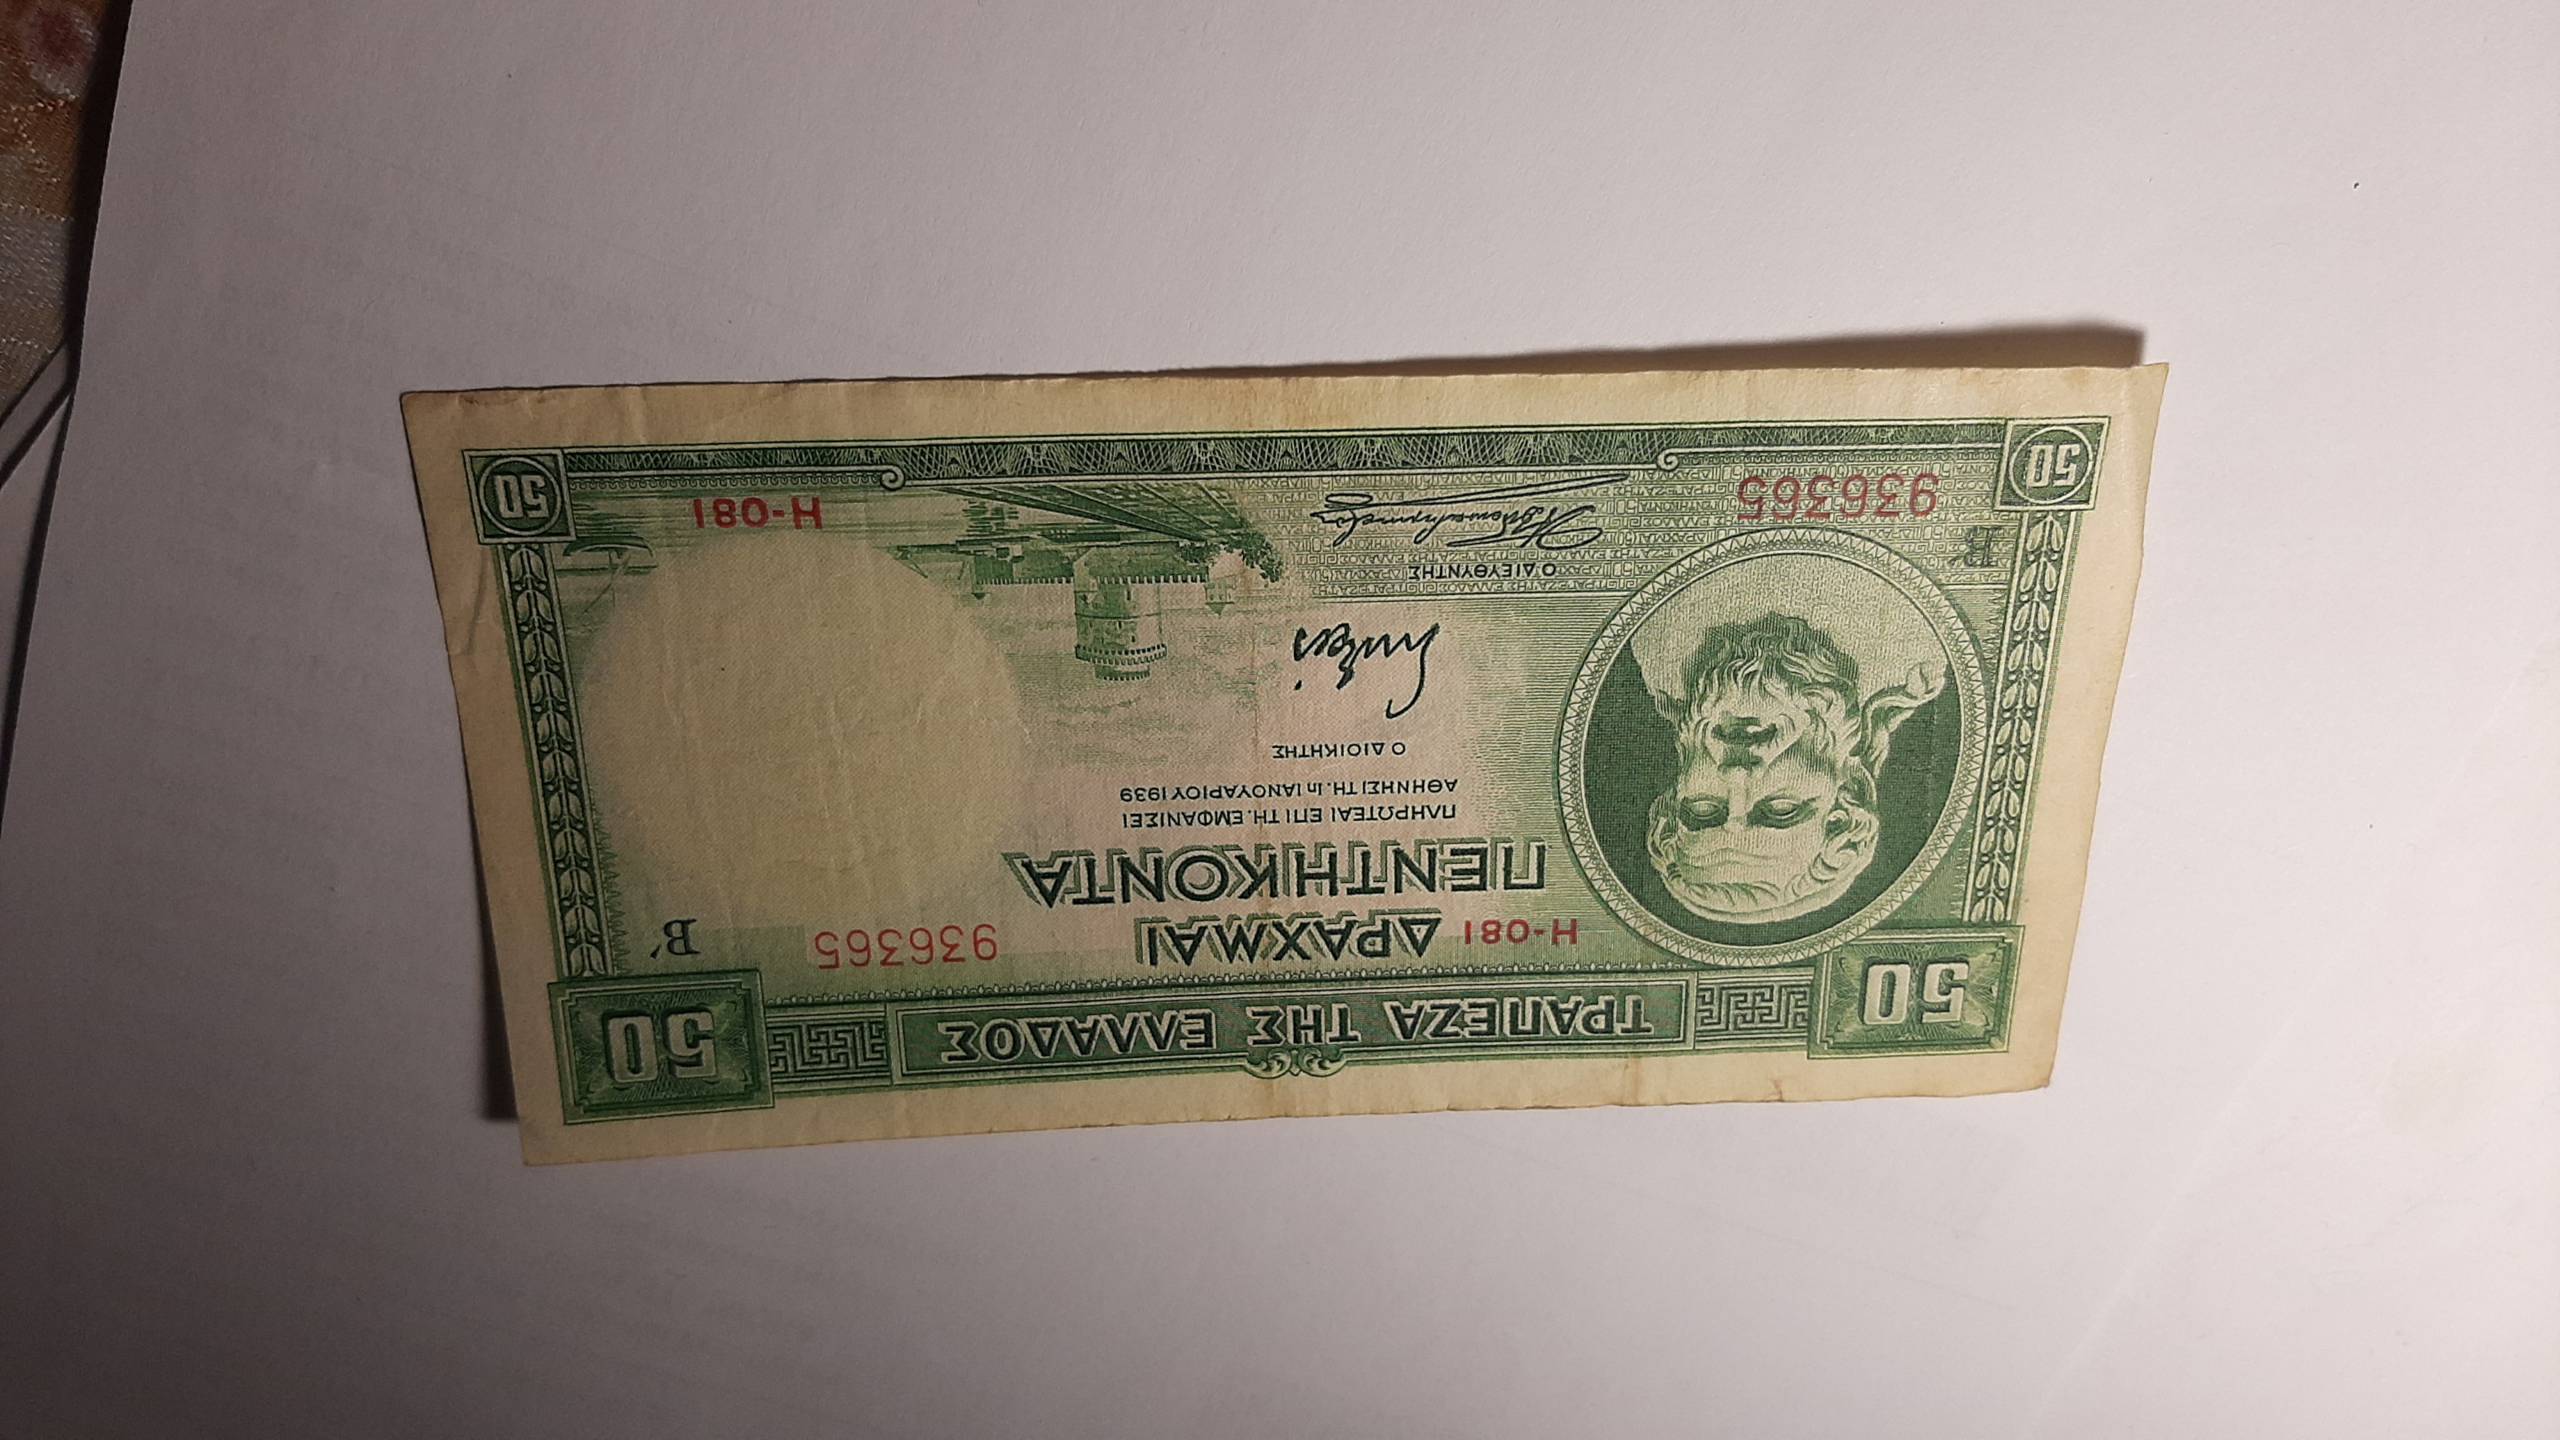 50 ΤΡΑΠΕΖΑ ΤΗΣ ΕΛΛΑΔΟΣ 50
Η-081 ΔΡΑΧΜΑΙ 936365 Β΄
ΠΕΝΤΗΚΟΝΤΑ
ΠΛΗΡΩΤΕΑΙ ΕΠΙ ΤΗ, ΕΜΦΑΝΙΣΕΙ
ΑΘΗΝΗΣΙ ΤΗ, 1η ΙΑΝΟΥΑΡΙΟΥ 1939
Ο ΔΙΟΙΚΗΤΗΣ
Ο ΔΙΕΥΘΥΝΤΗΣ
Β΄
936365 Η-081
50 50